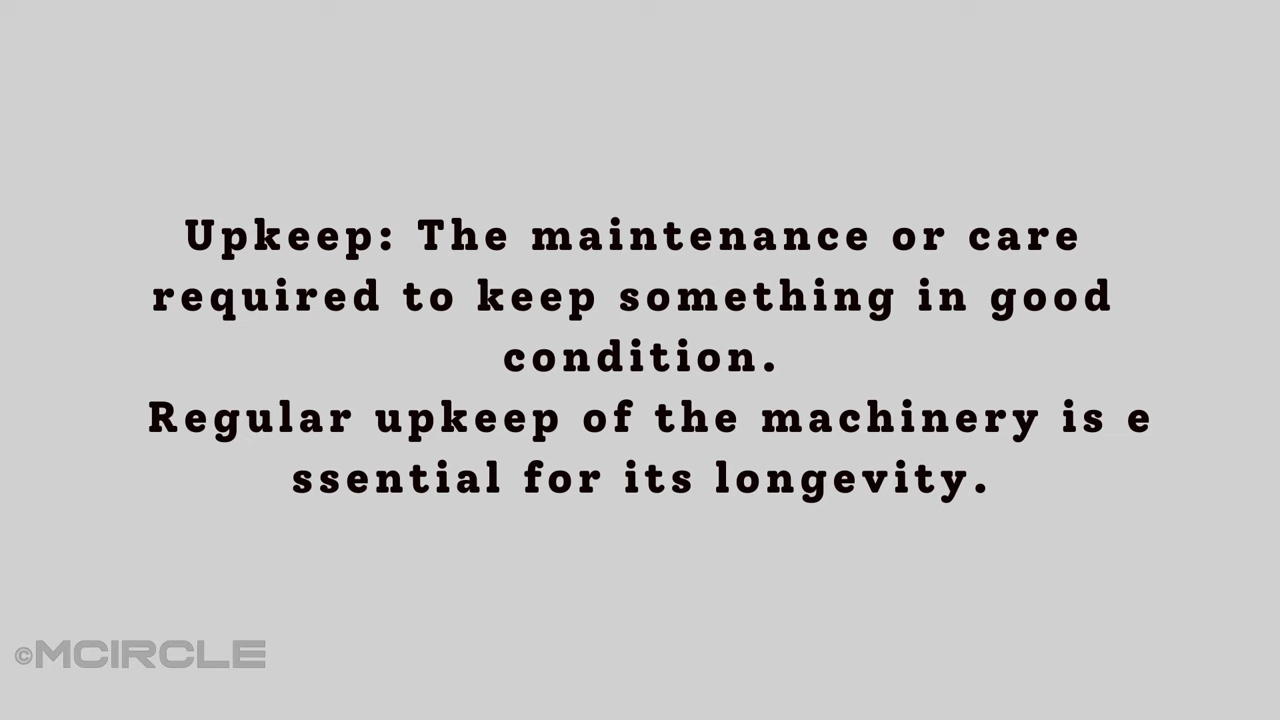 Upkeep: The maintenance or care
required to keep something in good
condition.
Regular upkeep of the machinery is e
ssential for its longevity.
©MCIRCLE